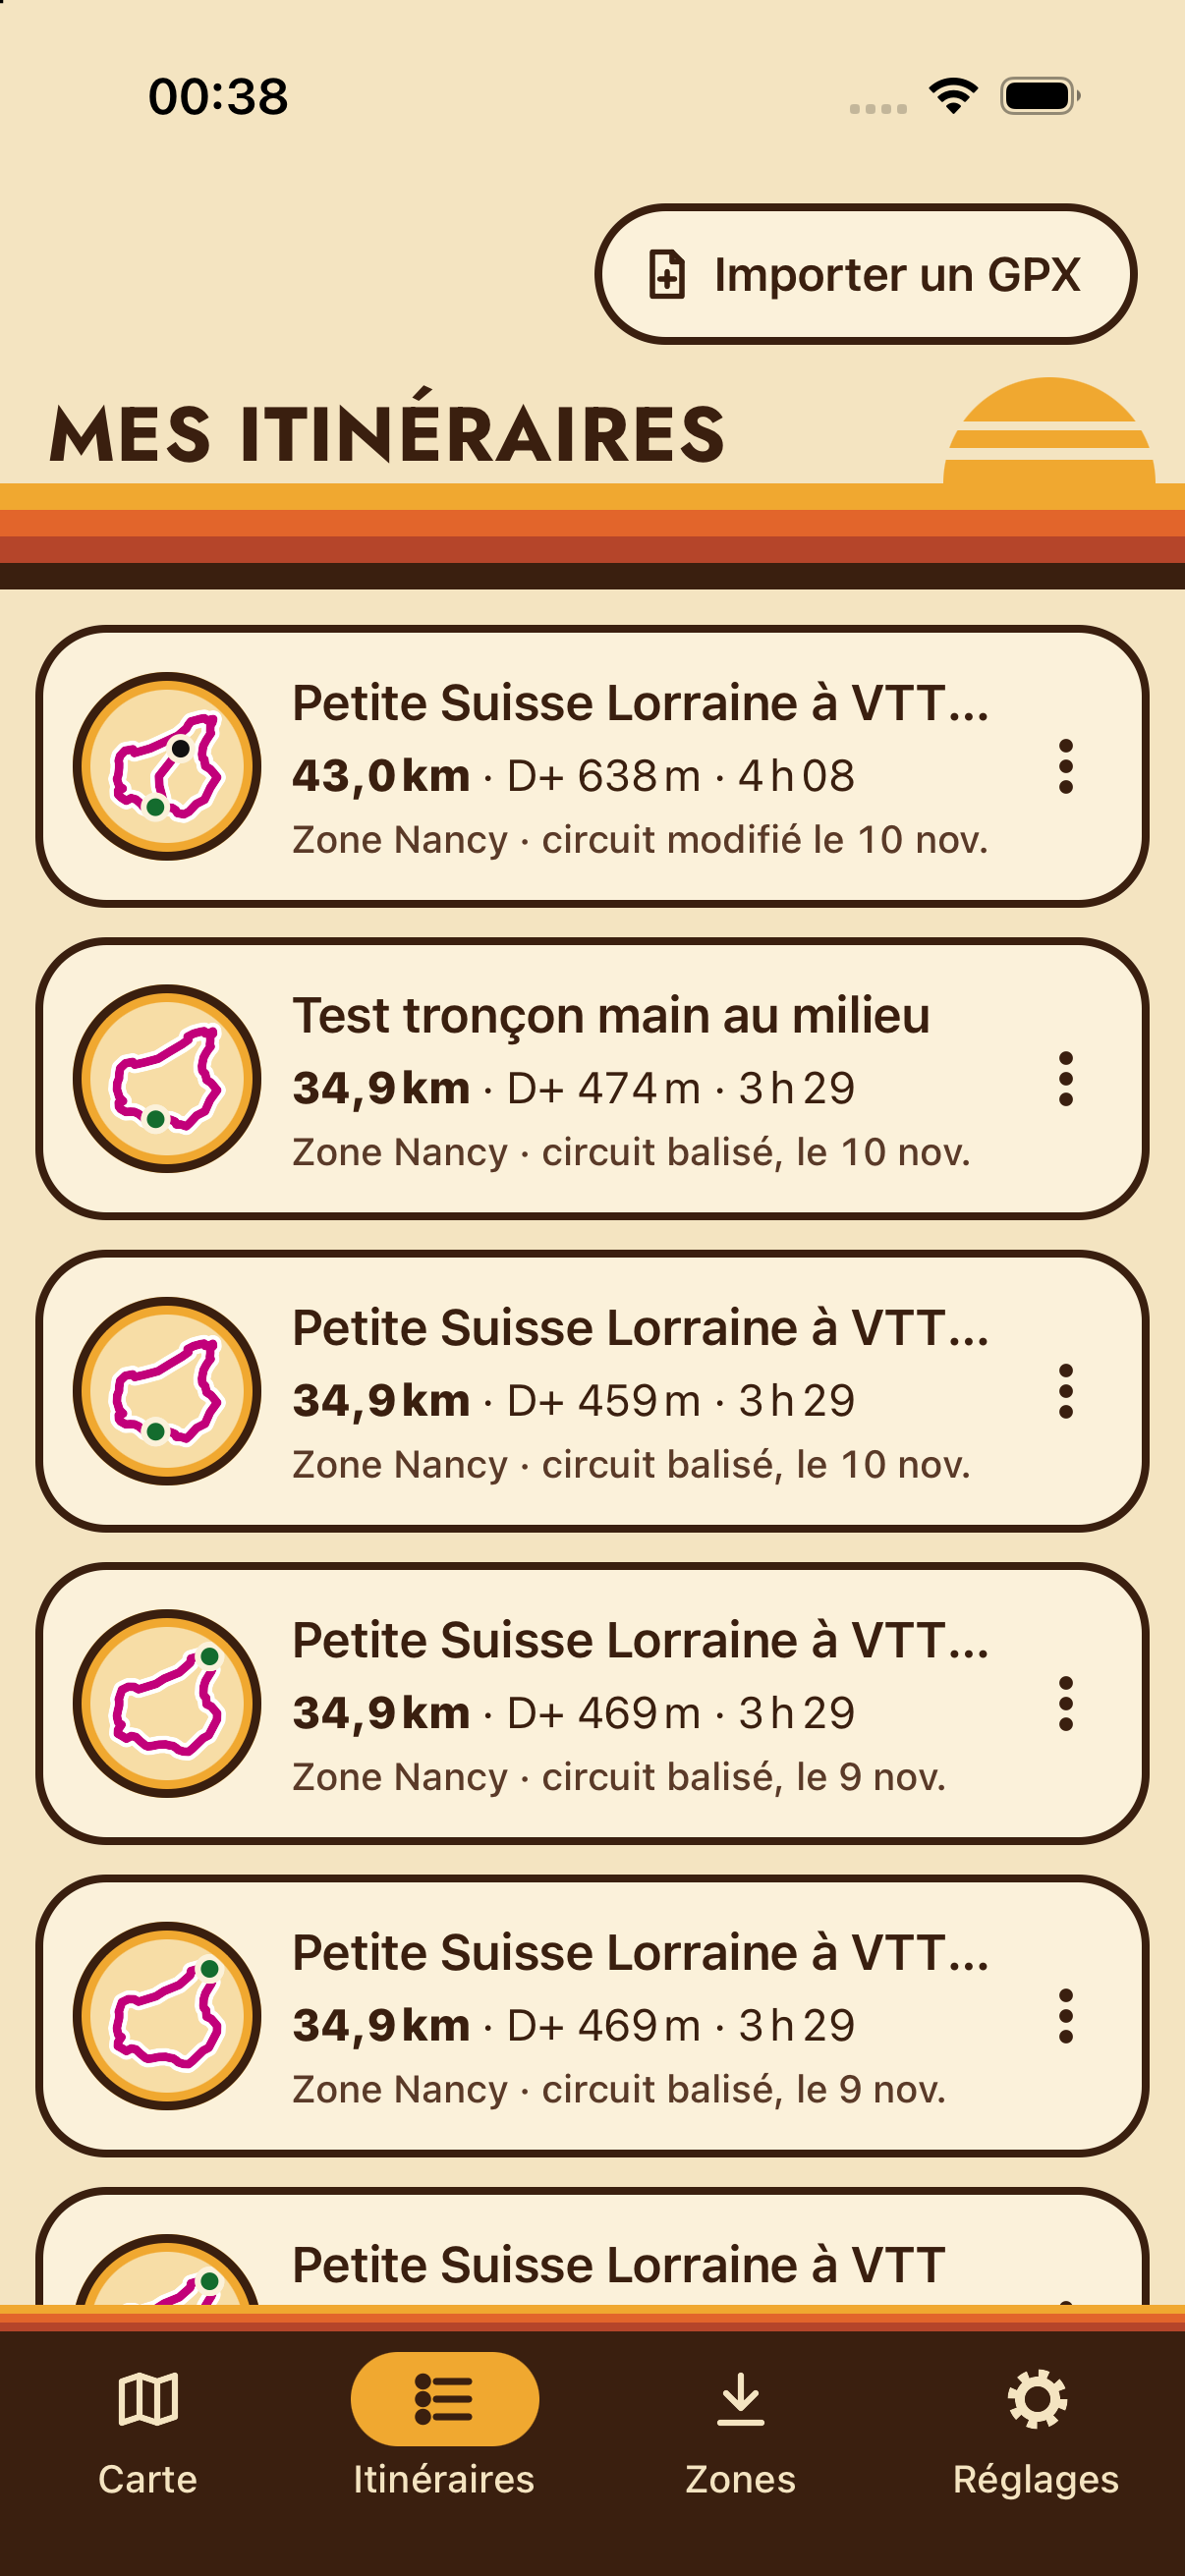 00:38
Importer un GPX
MES ITINÉRAIRES
Petite Suisse Lorraine à VTT...
43,0 km · D+ 638 m · 4 h 08
Zone Nancy · circuit modifié le 10 nov.
Test tronçon main au milieu
34,9 km · D+ 474 m · 3 h 29
Zone Nancy · circuit balisé, le 10 nov.
Petite Suisse Lorraine à VTT...
34,9 km · D+ 459 m · 3 h 29
Zone Nancy · circuit balisé, le 10 nov.
Petite Suisse Lorraine à VTT...
34,9 km · D+ 469 m · 3 h 29
Zone Nancy · circuit balisé, le 9 nov.
Petite Suisse Lorraine à VTT...
34,9 km · D+ 469 m · 3 h 29
Zone Nancy · circuit balisé, le 9 nov.
Petite Suisse Lorraine à VTT
Carte
Itinéraires
Zones
Réglages